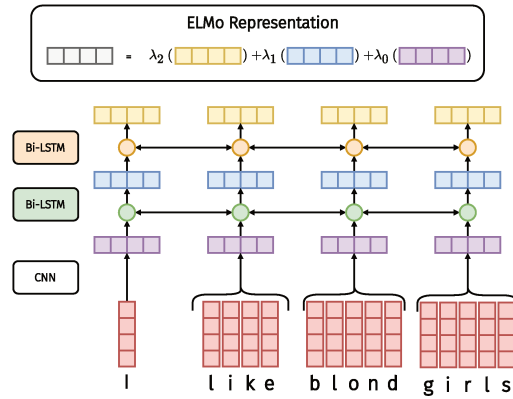 ELMo Representation
= λ2( ) +λ1( ) +λ0( )
Bi-LSTM
Bi-LSTM
CNN
I like blond girls